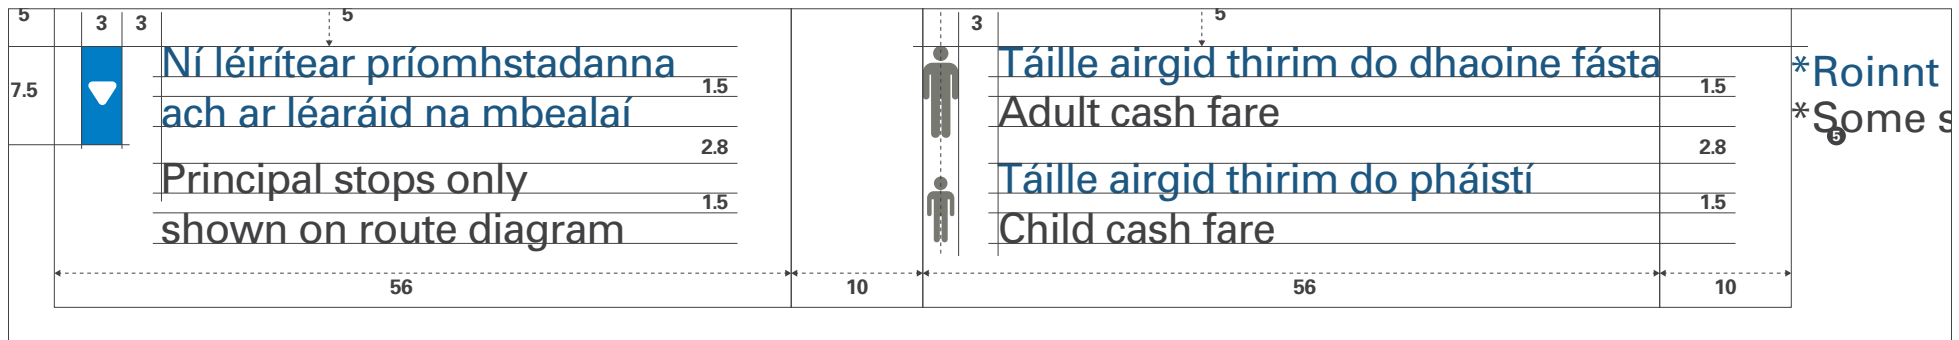 5
3
3
5
3
5
7.5
Ní léirítear príomhstadanna
ach ar léaráid na mbealaí
1.5
2.8
Principal stops only
shown on route diagram
1.5
56
10
Táille airgid thirim do dhaoine fásta
Adult cash fare
1.5
2.8
Táille airgid thirim do pháistí
Child cash fare
1.5
56
10
*Roinnt
*Some s
5